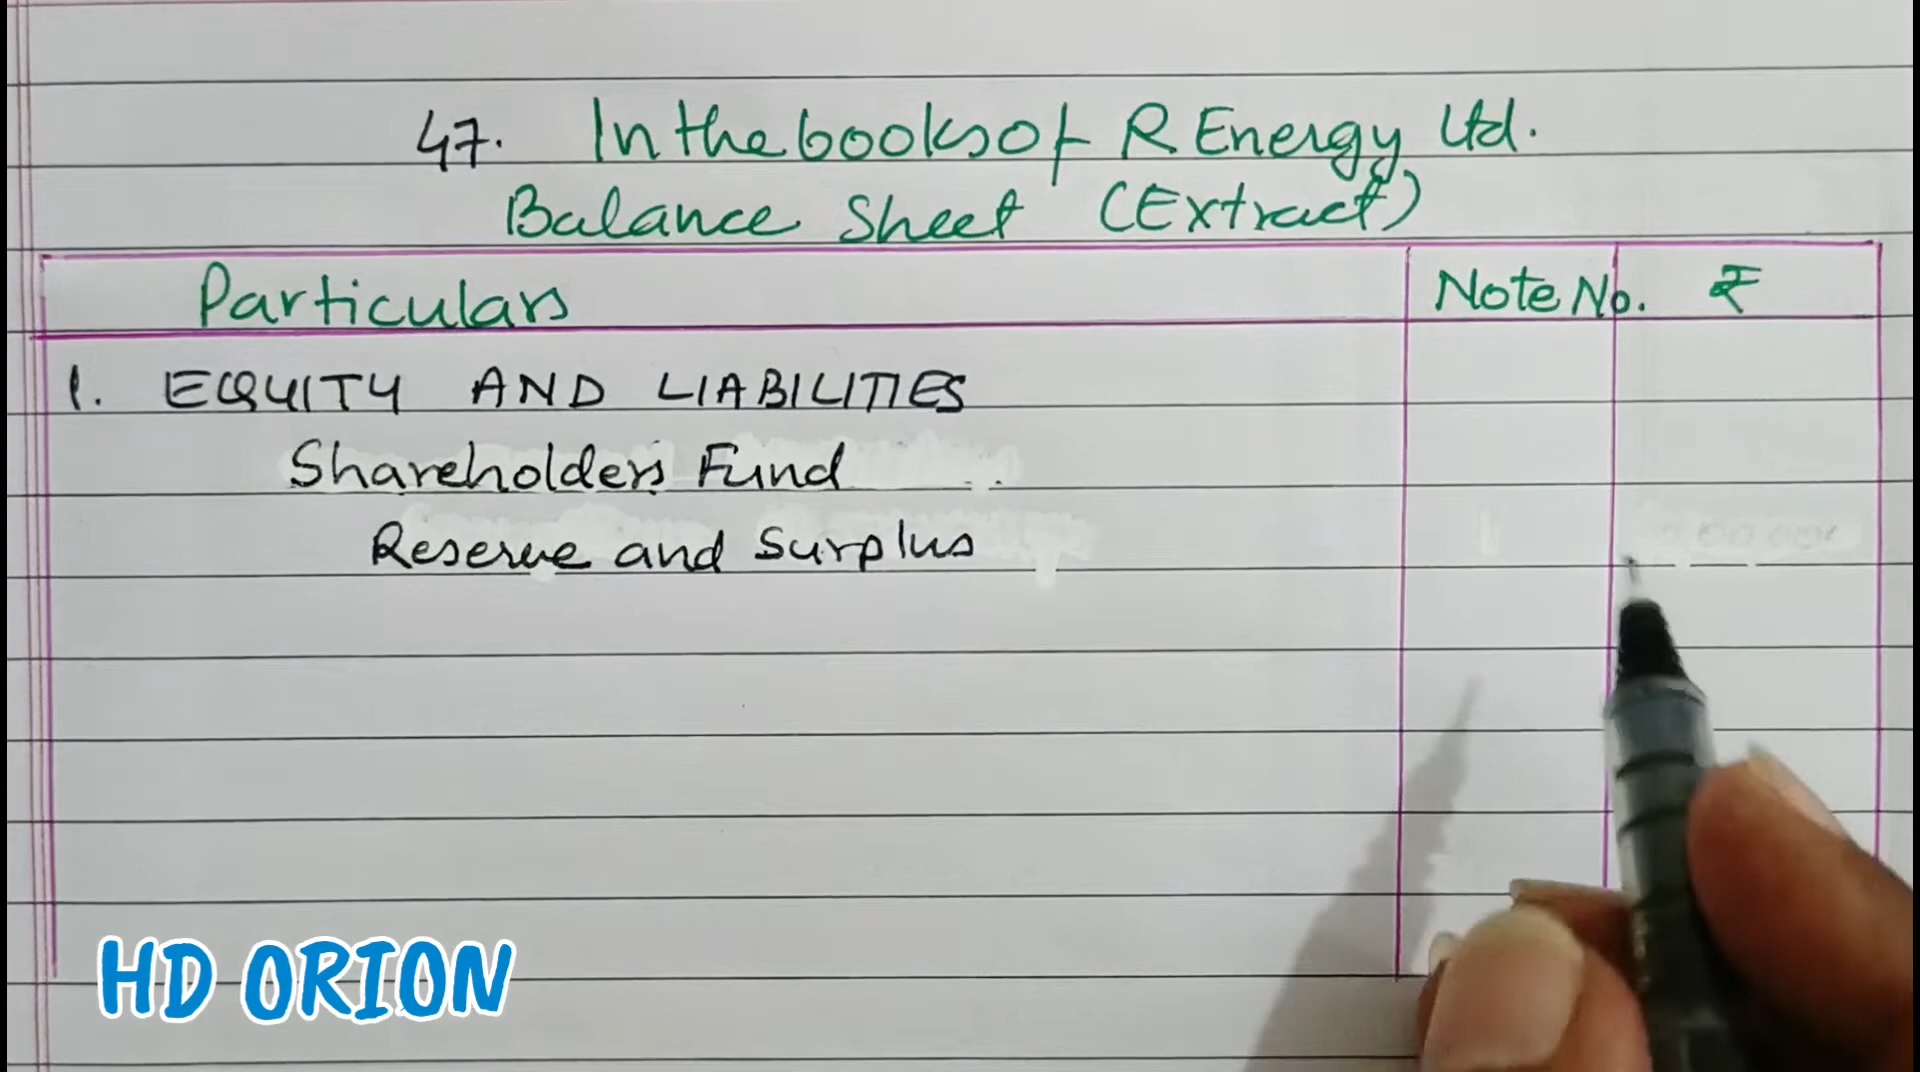 47. In the books of R Energy Ltd.
Balance Sheet (Extract)
Particulars Note No. ₹
1. EQUITY AND LIABILITIES
Shareholders Fund
Reserve and Surplus
HD ORION